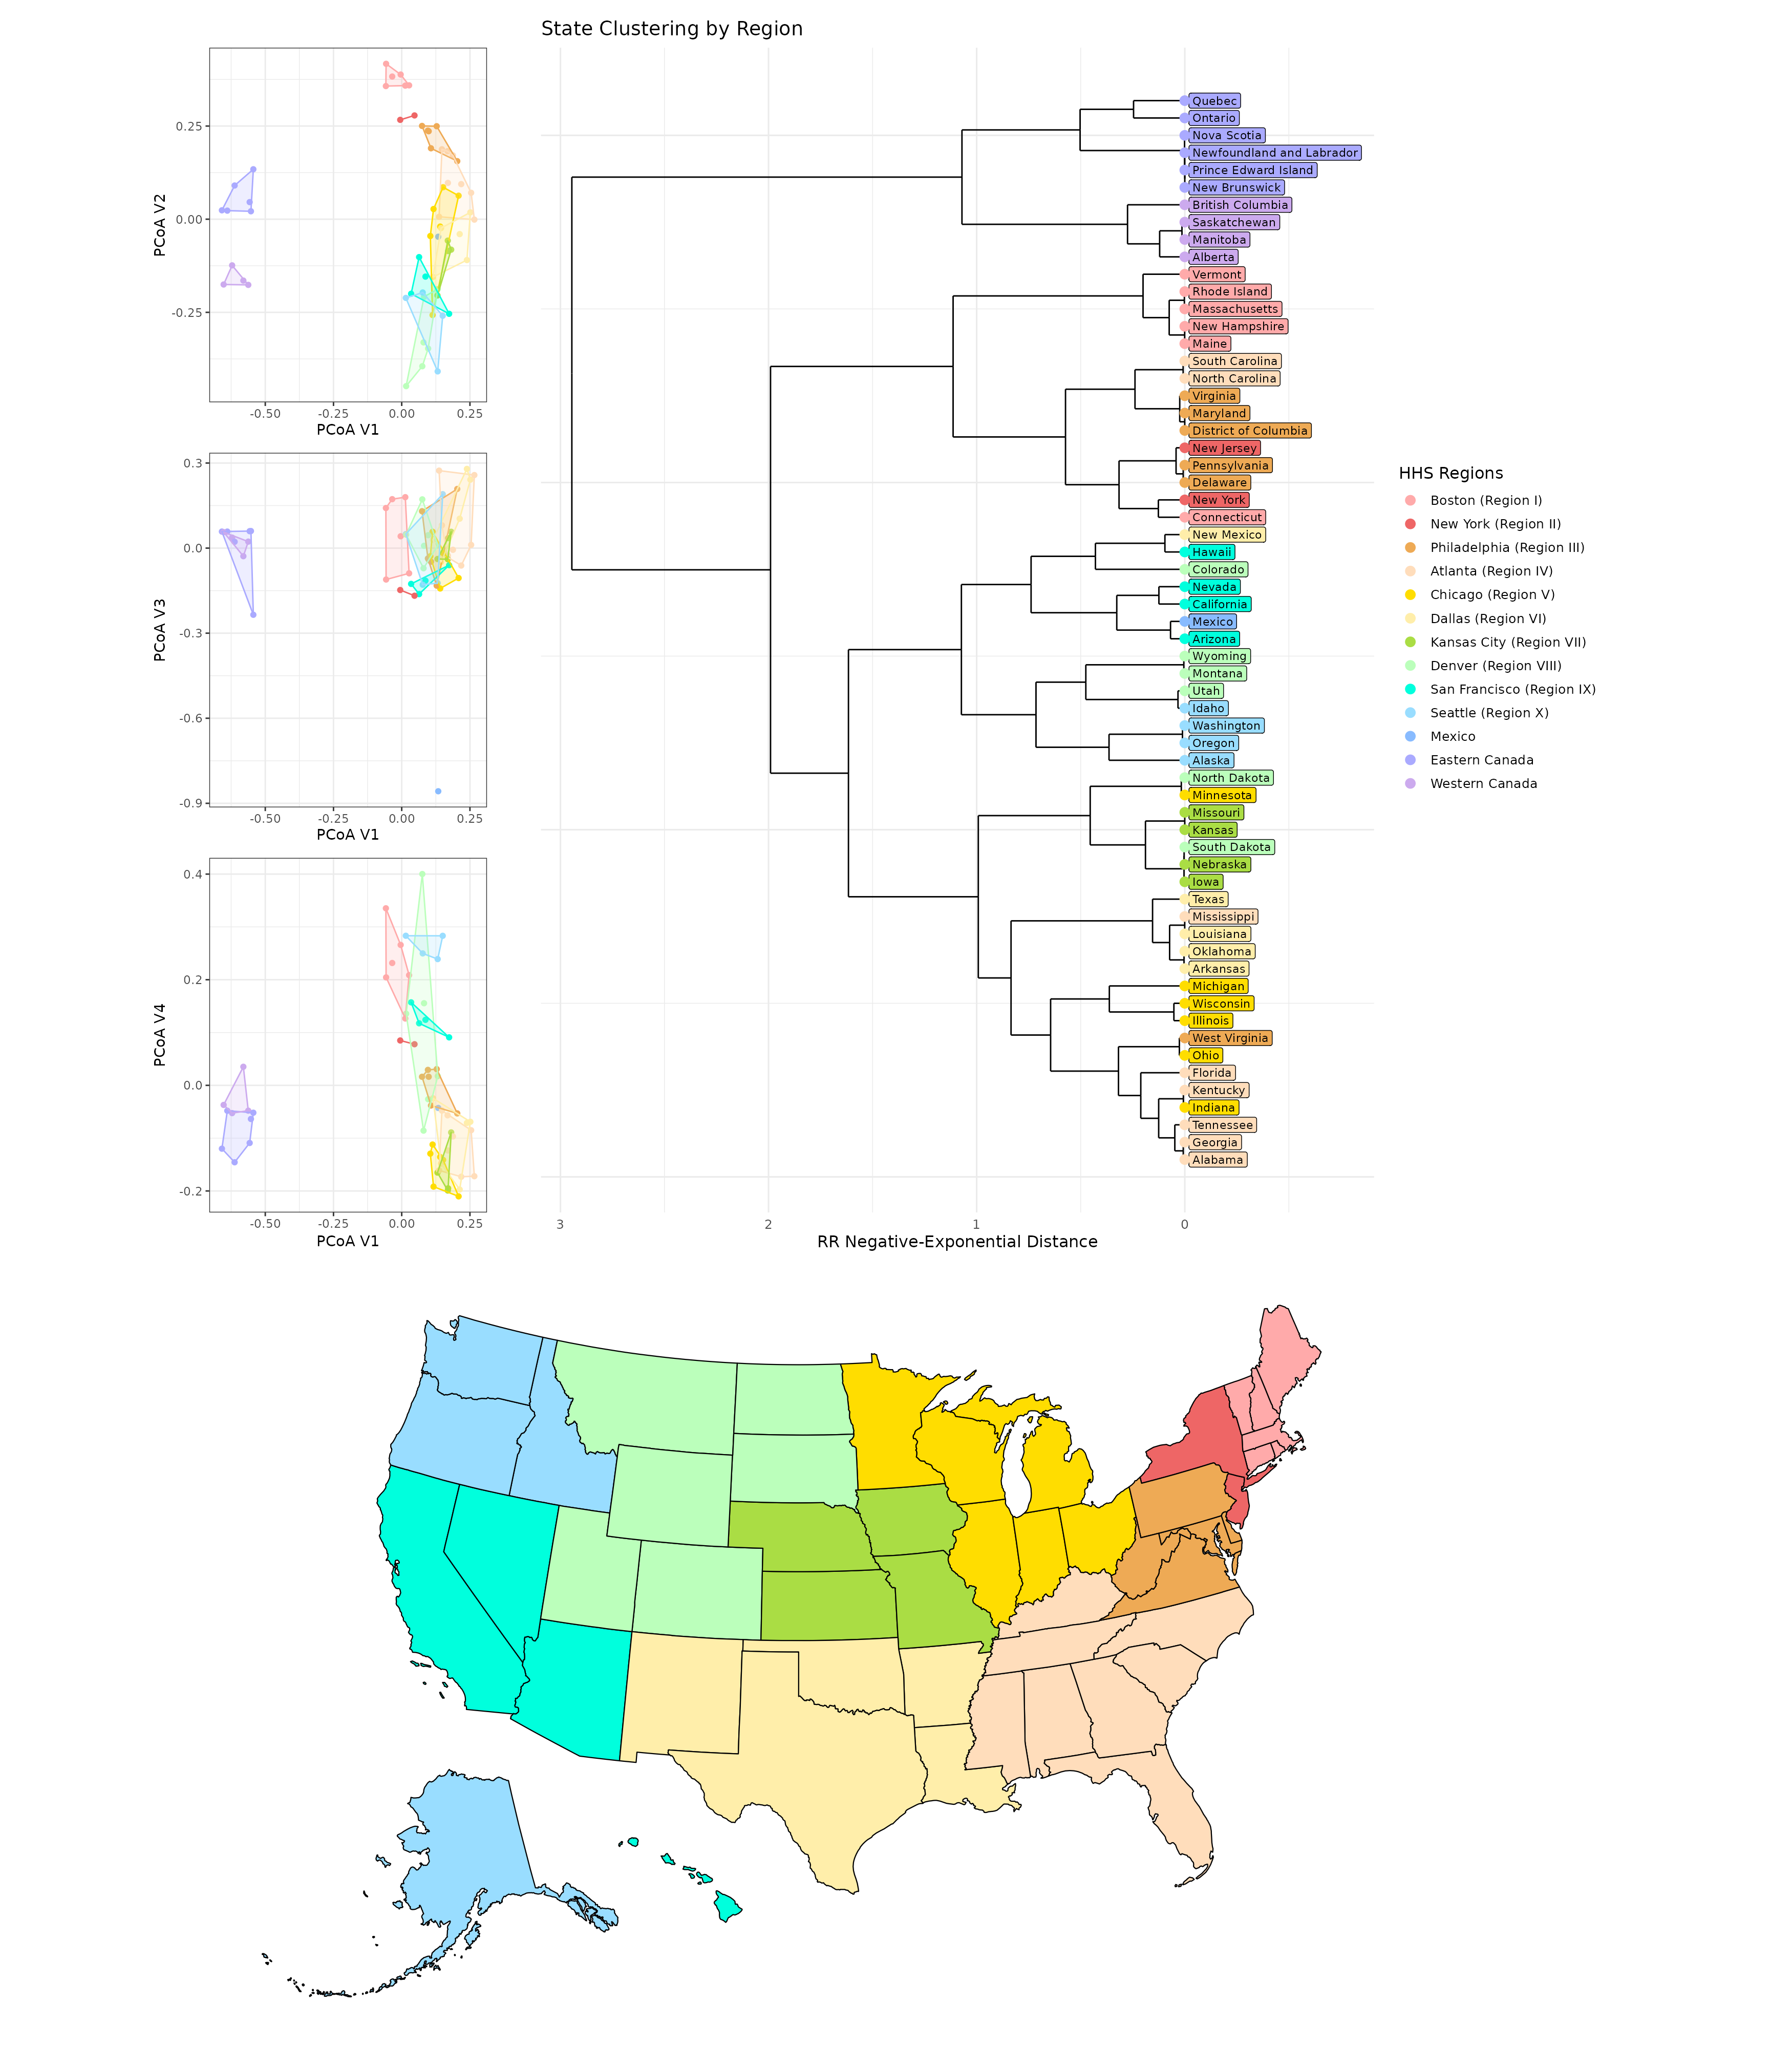 State Clustering by Region
0.25
0.00
-0.25
PCoA V2
-0.50
-0.25
0.00
0.25
PCoA V1
0.3
0.0
-0.3
-0.6
-0.9
PCoA V3
-0.50
-0.25
0.00
0.25
PCoA V1
0.4
0.2
0.0
-0.2
PCoA V4
-0.50
-0.25
0.00
0.25
PCoA V1
Quebec
Ontario
Nova Scotia
Newfoundland and Labrador
Prince Edward Island
New Brunswick
British Columbia
Saskatchewan
Manitoba
Alberta
Vermont
Rhode Island
Massachusetts
New Hampshire
Maine
South Carolina
North Carolina
Virginia
Maryland
District of Columbia
New Jersey
Pennsylvania
Delaware
New York
Connecticut
New Mexico
Hawaii
Colorado
Nevada
California
Mexico
Arizona
Wyoming
Montana
Utah
Idaho
Washington
Oregon
Alaska
North Dakota
Minnesota
Missouri
Kansas
South Dakota
Nebraska
Iowa
Texas
Mississippi
Louisiana
Oklahoma
Arkansas
Michigan
Wisconsin
Illinois
West Virginia
Ohio
Florida
Kentucky
Indiana
Tennessee
Georgia
Alabama
3
2
1
0
RR Negative-Exponential Distance
HHS Regions
Boston (Region I)
New York (Region II)
Philadelphia (Region III)
Atlanta (Region IV)
Chicago (Region V)
Dallas (Region VI)
Kansas City (Region VII)
Denver (Region VIII)
San Francisco (Region IX)
Seattle (Region X)
Mexico
Eastern Canada
Western Canada